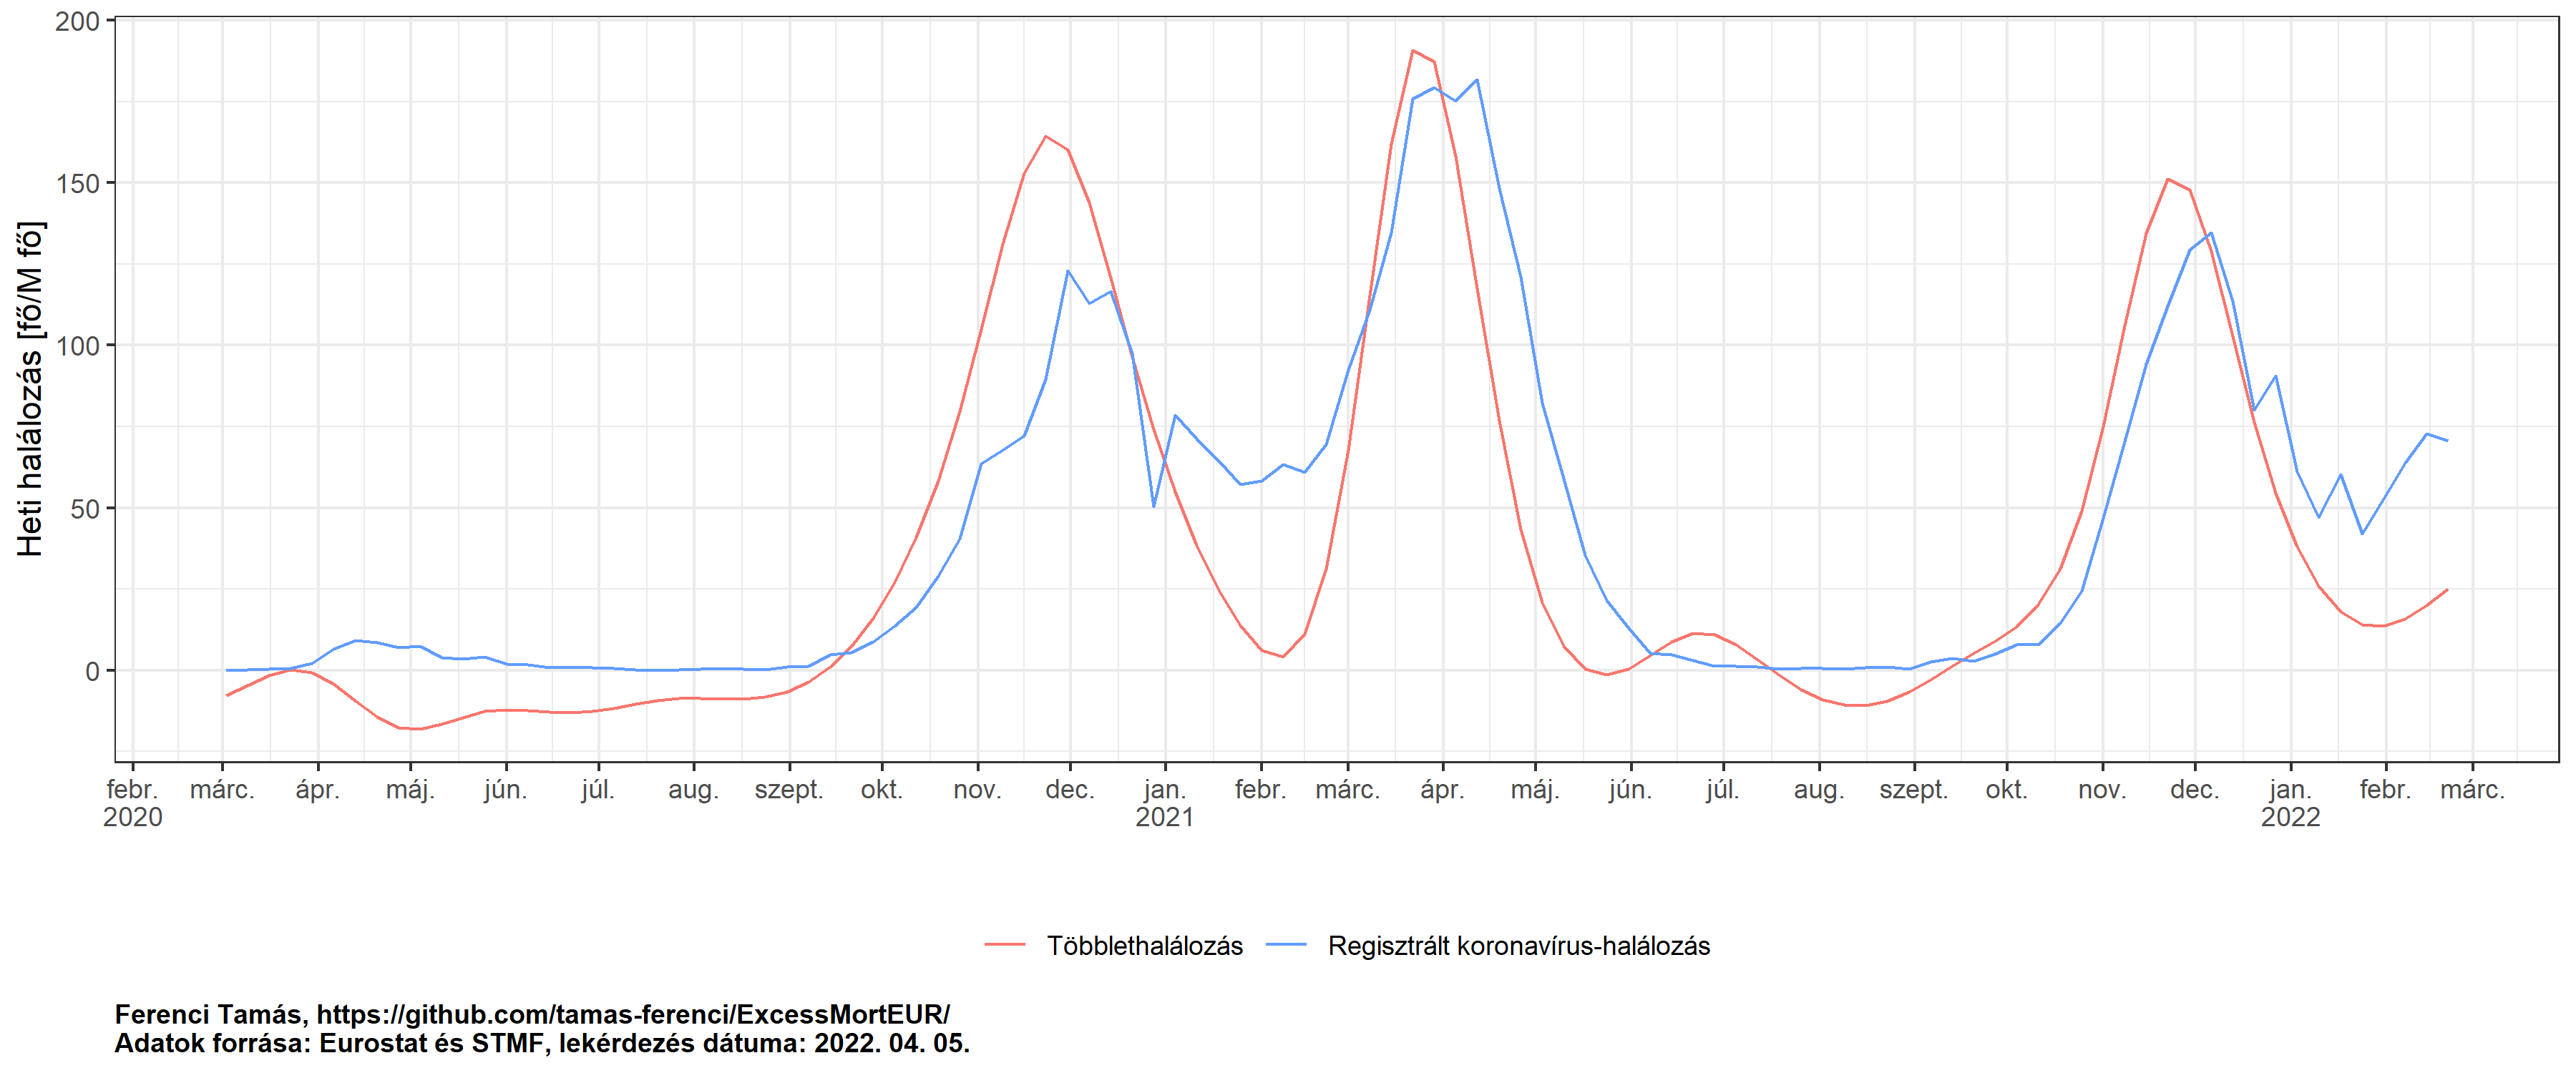 200
150
100
50
0
Heti halálozás [fő/M fő]
febr. márc. ápr. máj. jún. júl. aug. szept. okt. nov. dec. jan. febr. márc. ápr. máj. jún. júl. aug. szept. okt. nov. dec. jan. febr. márc.
2020 2021 2022
Többlethalálozás Regisztrált koronavírus-halálozás
Ferenci Tamás, https://github.com/tamas-ferenci/ExcessMortEUR/
Adatok forrása: Eurostat és STMF, lekérdezés dátuma: 2022. 04. 05.